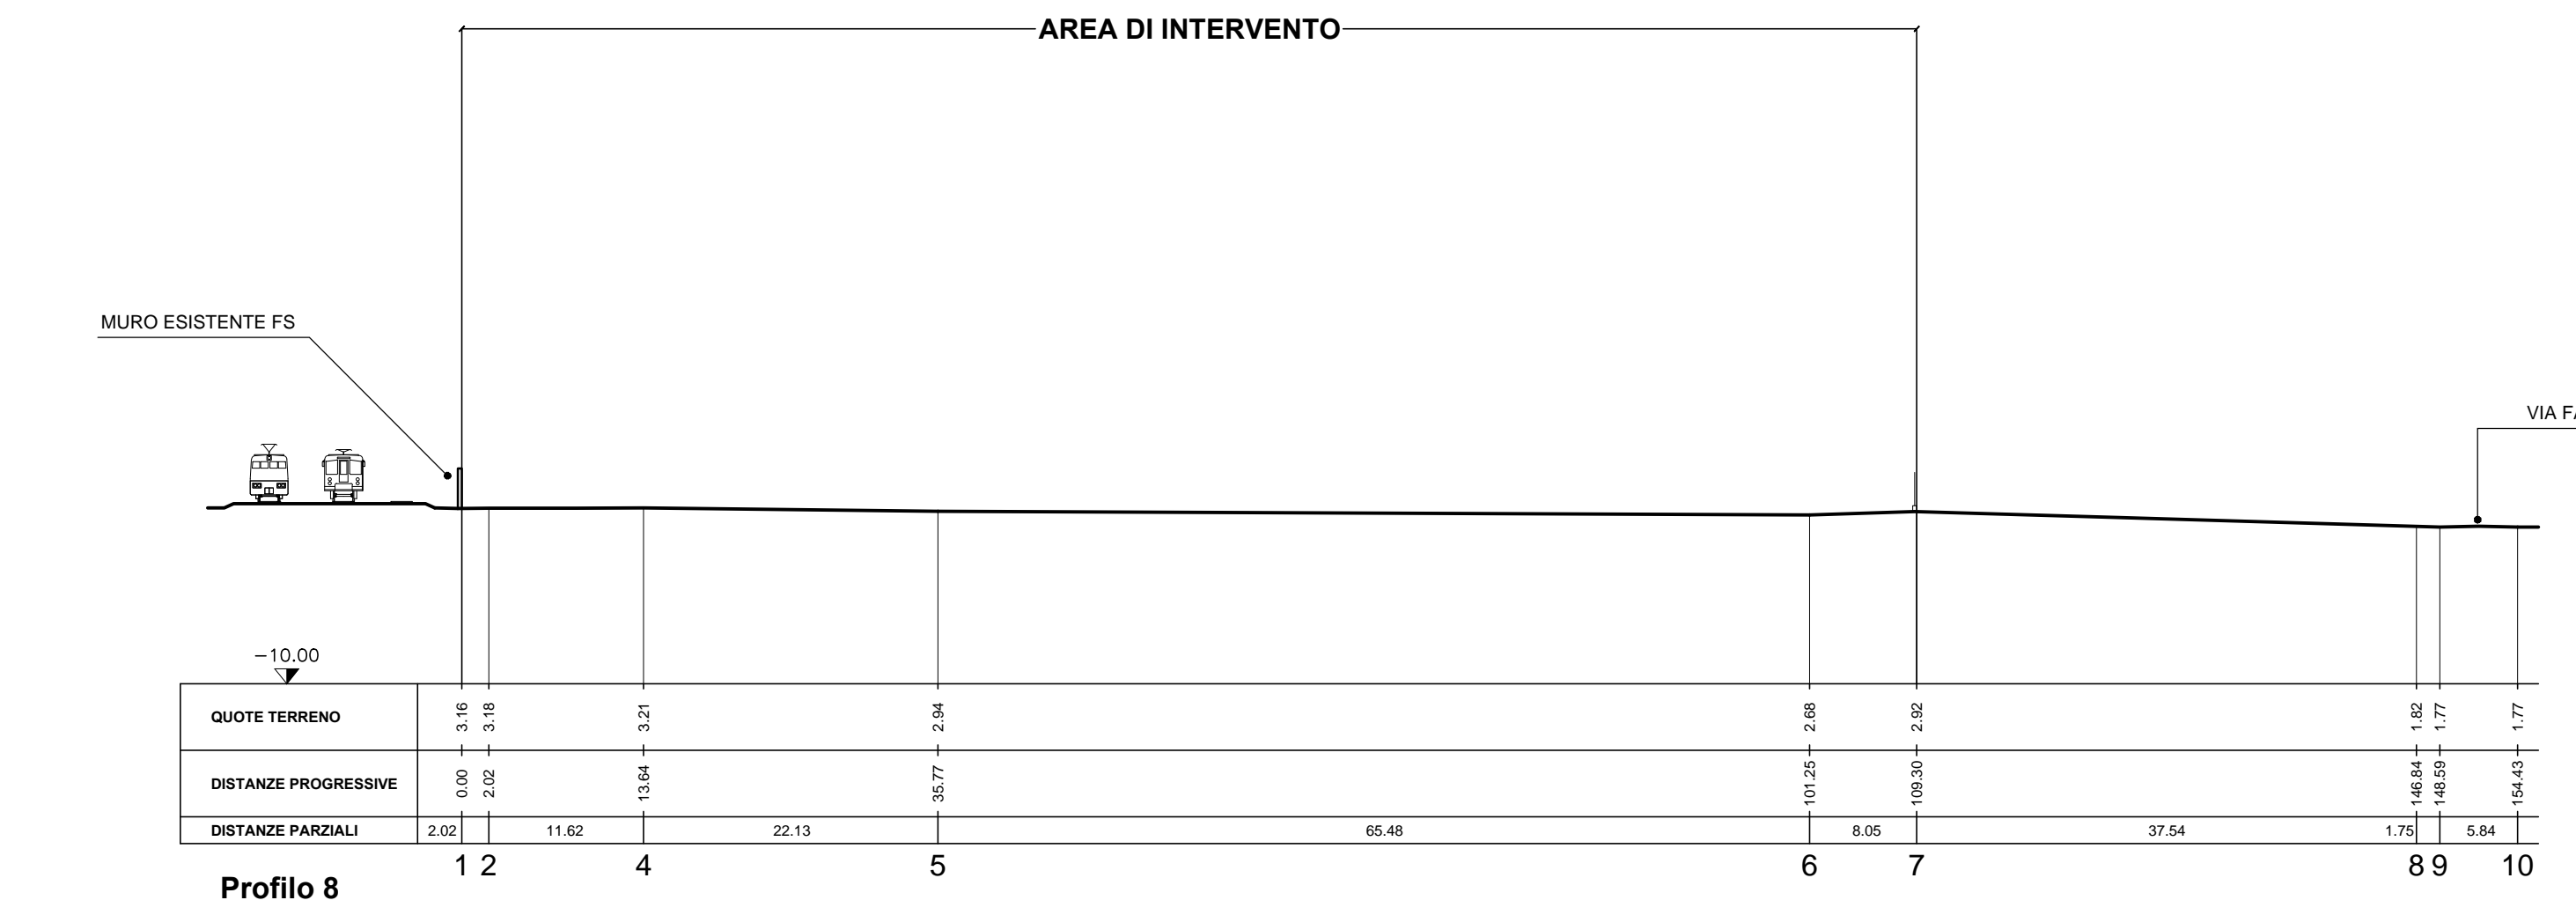 AREA DI INTERVENTO
MURO ESISTENTE FS
VIA FA
−10.00
QUOTE TERRENO 3.16 3.18 3.21 2.94 2.68 2.92 1.82 1.77 1.77
DISTANZE PROGRESSIVE 0.00 2.02 13.64 35.77 101.25 109.30 146.84 148.59 154.43
DISTANZE PARZIALI 2.02 11.62 22.13 65.48 8.05 37.54 1.75 5.84
1 2 4 5 6 7 8 9 10
Profilo 8